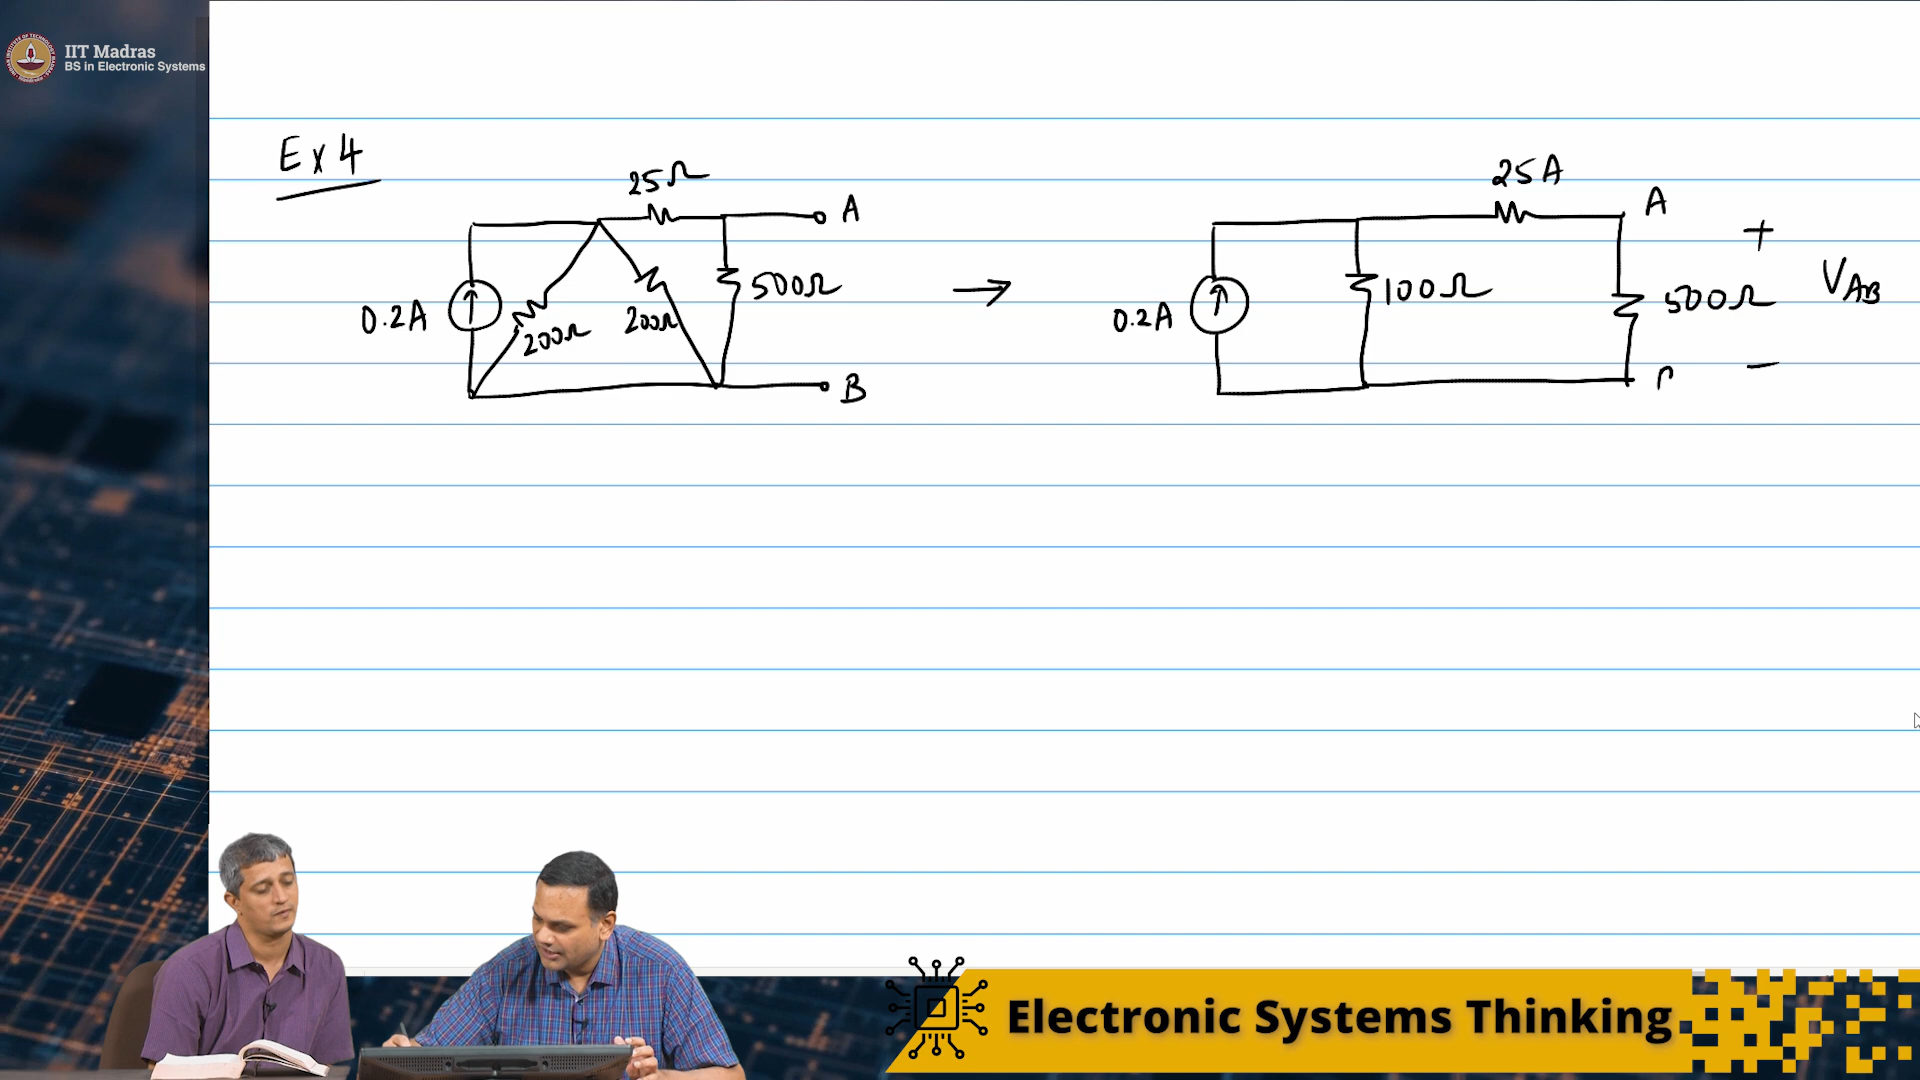 IIT Madras
BS in Electronic Systems
Ex 4
25Ω
A
0.2A
200Ω
200Ω
500Ω
B
→
25A
A
+
0.2A
100Ω
500Ω
VAB
−
Electronic Systems Thinking